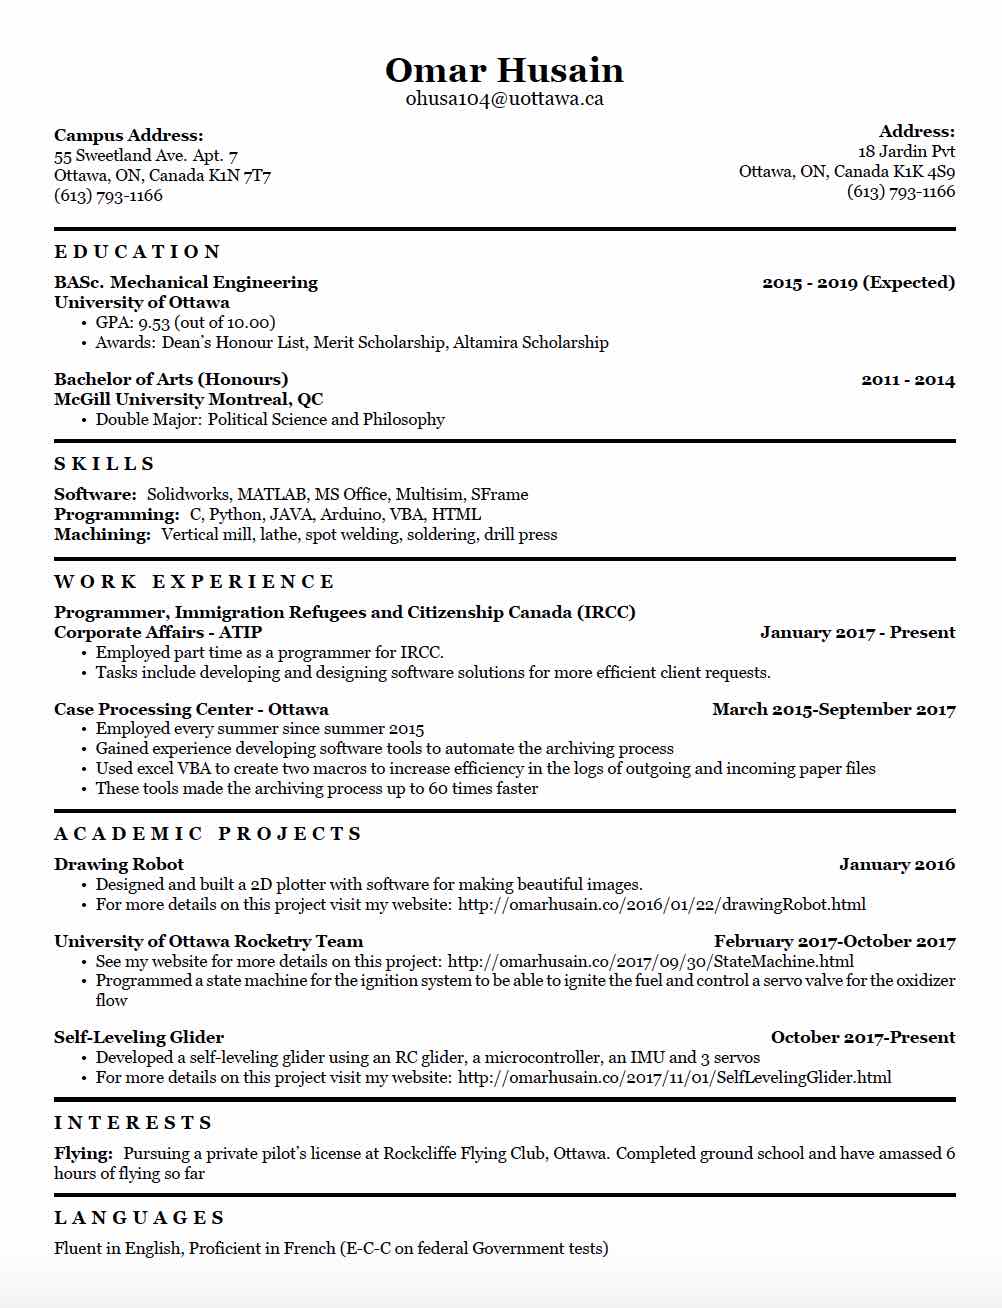 Omar Husain
ohusa104@uottawa.ca
Campus Address:
55 Sweetland Ave. Apt. 7
Ottawa, ON, Canada K1N 7T7
(613) 793-1166
Address:
18 Jardin Pvt
Ottawa, ON, Canada K1K 4S9
(613) 793-1166
EDUCATION
BASc. Mechanical Engineering 2015 - 2019 (Expected)
University of Ottawa
• GPA: 9.53 (out of 10.00)
• Awards: Dean's Honour List, Merit Scholarship, Altamira Scholarship
Bachelor of Arts (Honours) 2011 - 2014
McGill University Montreal, QC
• Double Major: Political Science and Philosophy
SKILLS
Software: Solidworks, MATLAB, MS Office, Multisim, SFrame
Programming: C, Python, JAVA, Arduino, VBA, HTML
Machining: Vertical mill, lathe, spot welding, soldering, drill press
WORK EXPERIENCE
Programmer, Immigration Refugees and Citizenship Canada (IRCC)
Corporate Affairs - ATIP January 2017 - Present
• Employed part time as a programmer for IRCC.
• Tasks include developing and designing software solutions for more efficient client requests.
Case Processing Center - Ottawa March 2015-September 2017
• Employed every summer since summer 2015
• Gained experience developing software tools to automate the archiving process
• Used excel VBA to create two macros to increase efficiency in the logs of outgoing and incoming paper files
• These tools made the archiving process up to 60 times faster
ACADEMIC PROJECTS
Drawing Robot January 2016
• Designed and built a 2D plotter with software for making beautiful images.
• For more details on this project visit my website: http://omarhusain.co/2016/01/22/drawingRobot.html
University of Ottawa Rocketry Team February 2017-October 2017
• See my website for more details on this project: http://omarhusain.co/2017/09/30/StateMachine.html
• Programmed a state machine for the ignition system to be able to ignite the fuel and control a servo valve for the oxidizer
flow
Self-Leveling Glider October 2017-Present
• Developed a self-leveling glider using an RC glider, a microcontroller, an IMU and 3 servos
• For more details on this project visit my website: http://omarhusain.co/2017/11/01/SelfLevelingGlider.html
INTERESTS
Flying: Pursuing a private pilot's license at Rockcliffe Flying Club, Ottawa. Completed ground school and have amassed 6
hours of flying so far
LANGUAGES
Fluent in English, Proficient in French (E-C-C on federal Government tests)